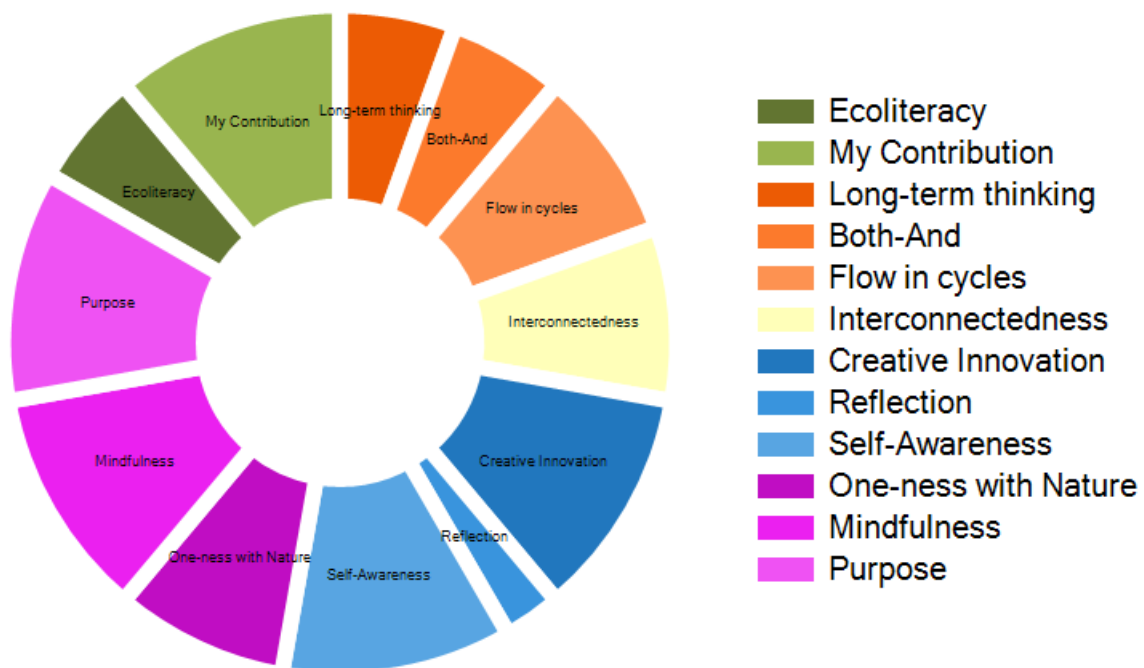 My Contribution
Long-term thinking
Both-And
Ecoliteracy
Flow in cycles
Purpose
Interconnectedness
Mindfulness
Creative Innovation
Reflection
One-ness with Nature
Self-Awareness
Ecoliteracy
My Contribution
Long-term thinking
Both-And
Flow in cycles
Interconnectedness
Creative Innovation
Reflection
Self-Awareness
One-ness with Nature
Mindfulness
Purpose